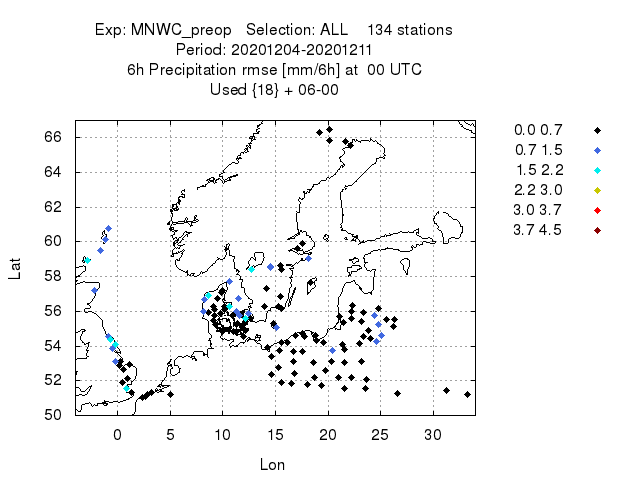 Exp: MNWC_preop   Selection: ALL    134 stations
Period: 20201204-20201211
6h Precipitation rmse [mm/6h] at  00 UTC
Used {18} + 06-00
0.0 0.7
0.7 1.5
1.5 2.2
2.2 3.0
3.0 3.7
3.7 4.5
66
64
62
60
58
56
54
52
50
Lat
0 5 10 15 20 25 30
Lon